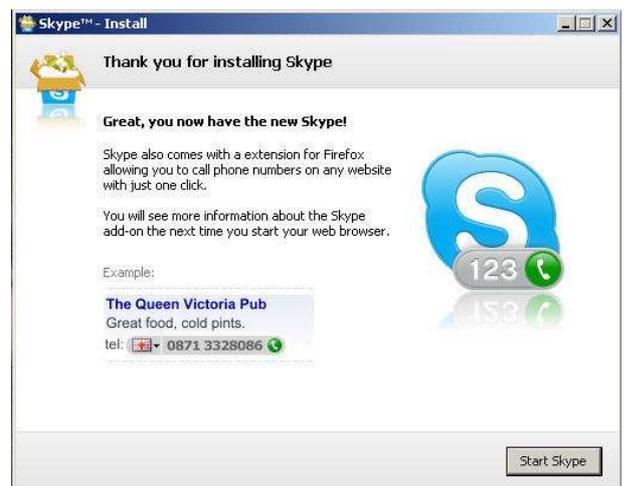 Skype™ - Install
Thank you for installing Skype
Great, you now have the new Skype!
Skype also comes with a extension for Firefox
allowing you to call phone numbers on any website
with just one click.
You will see more information about the Skype
add-on the next time you start your web browser.
Example:
The Queen Victoria Pub
Great food, cold pints.
tel: 0871 3328086
S
123
Start Skype